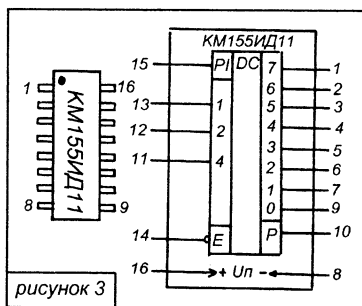 КМ155ИД11
15 PI DC 7 1
6 2
13 1 5 3
12 2 4 4
11 4 3 5
2 6
1 7
0 9
14 E P 10
16 + Uп - 8
1 16
КМ155ИД11
8 9
рисунок 3